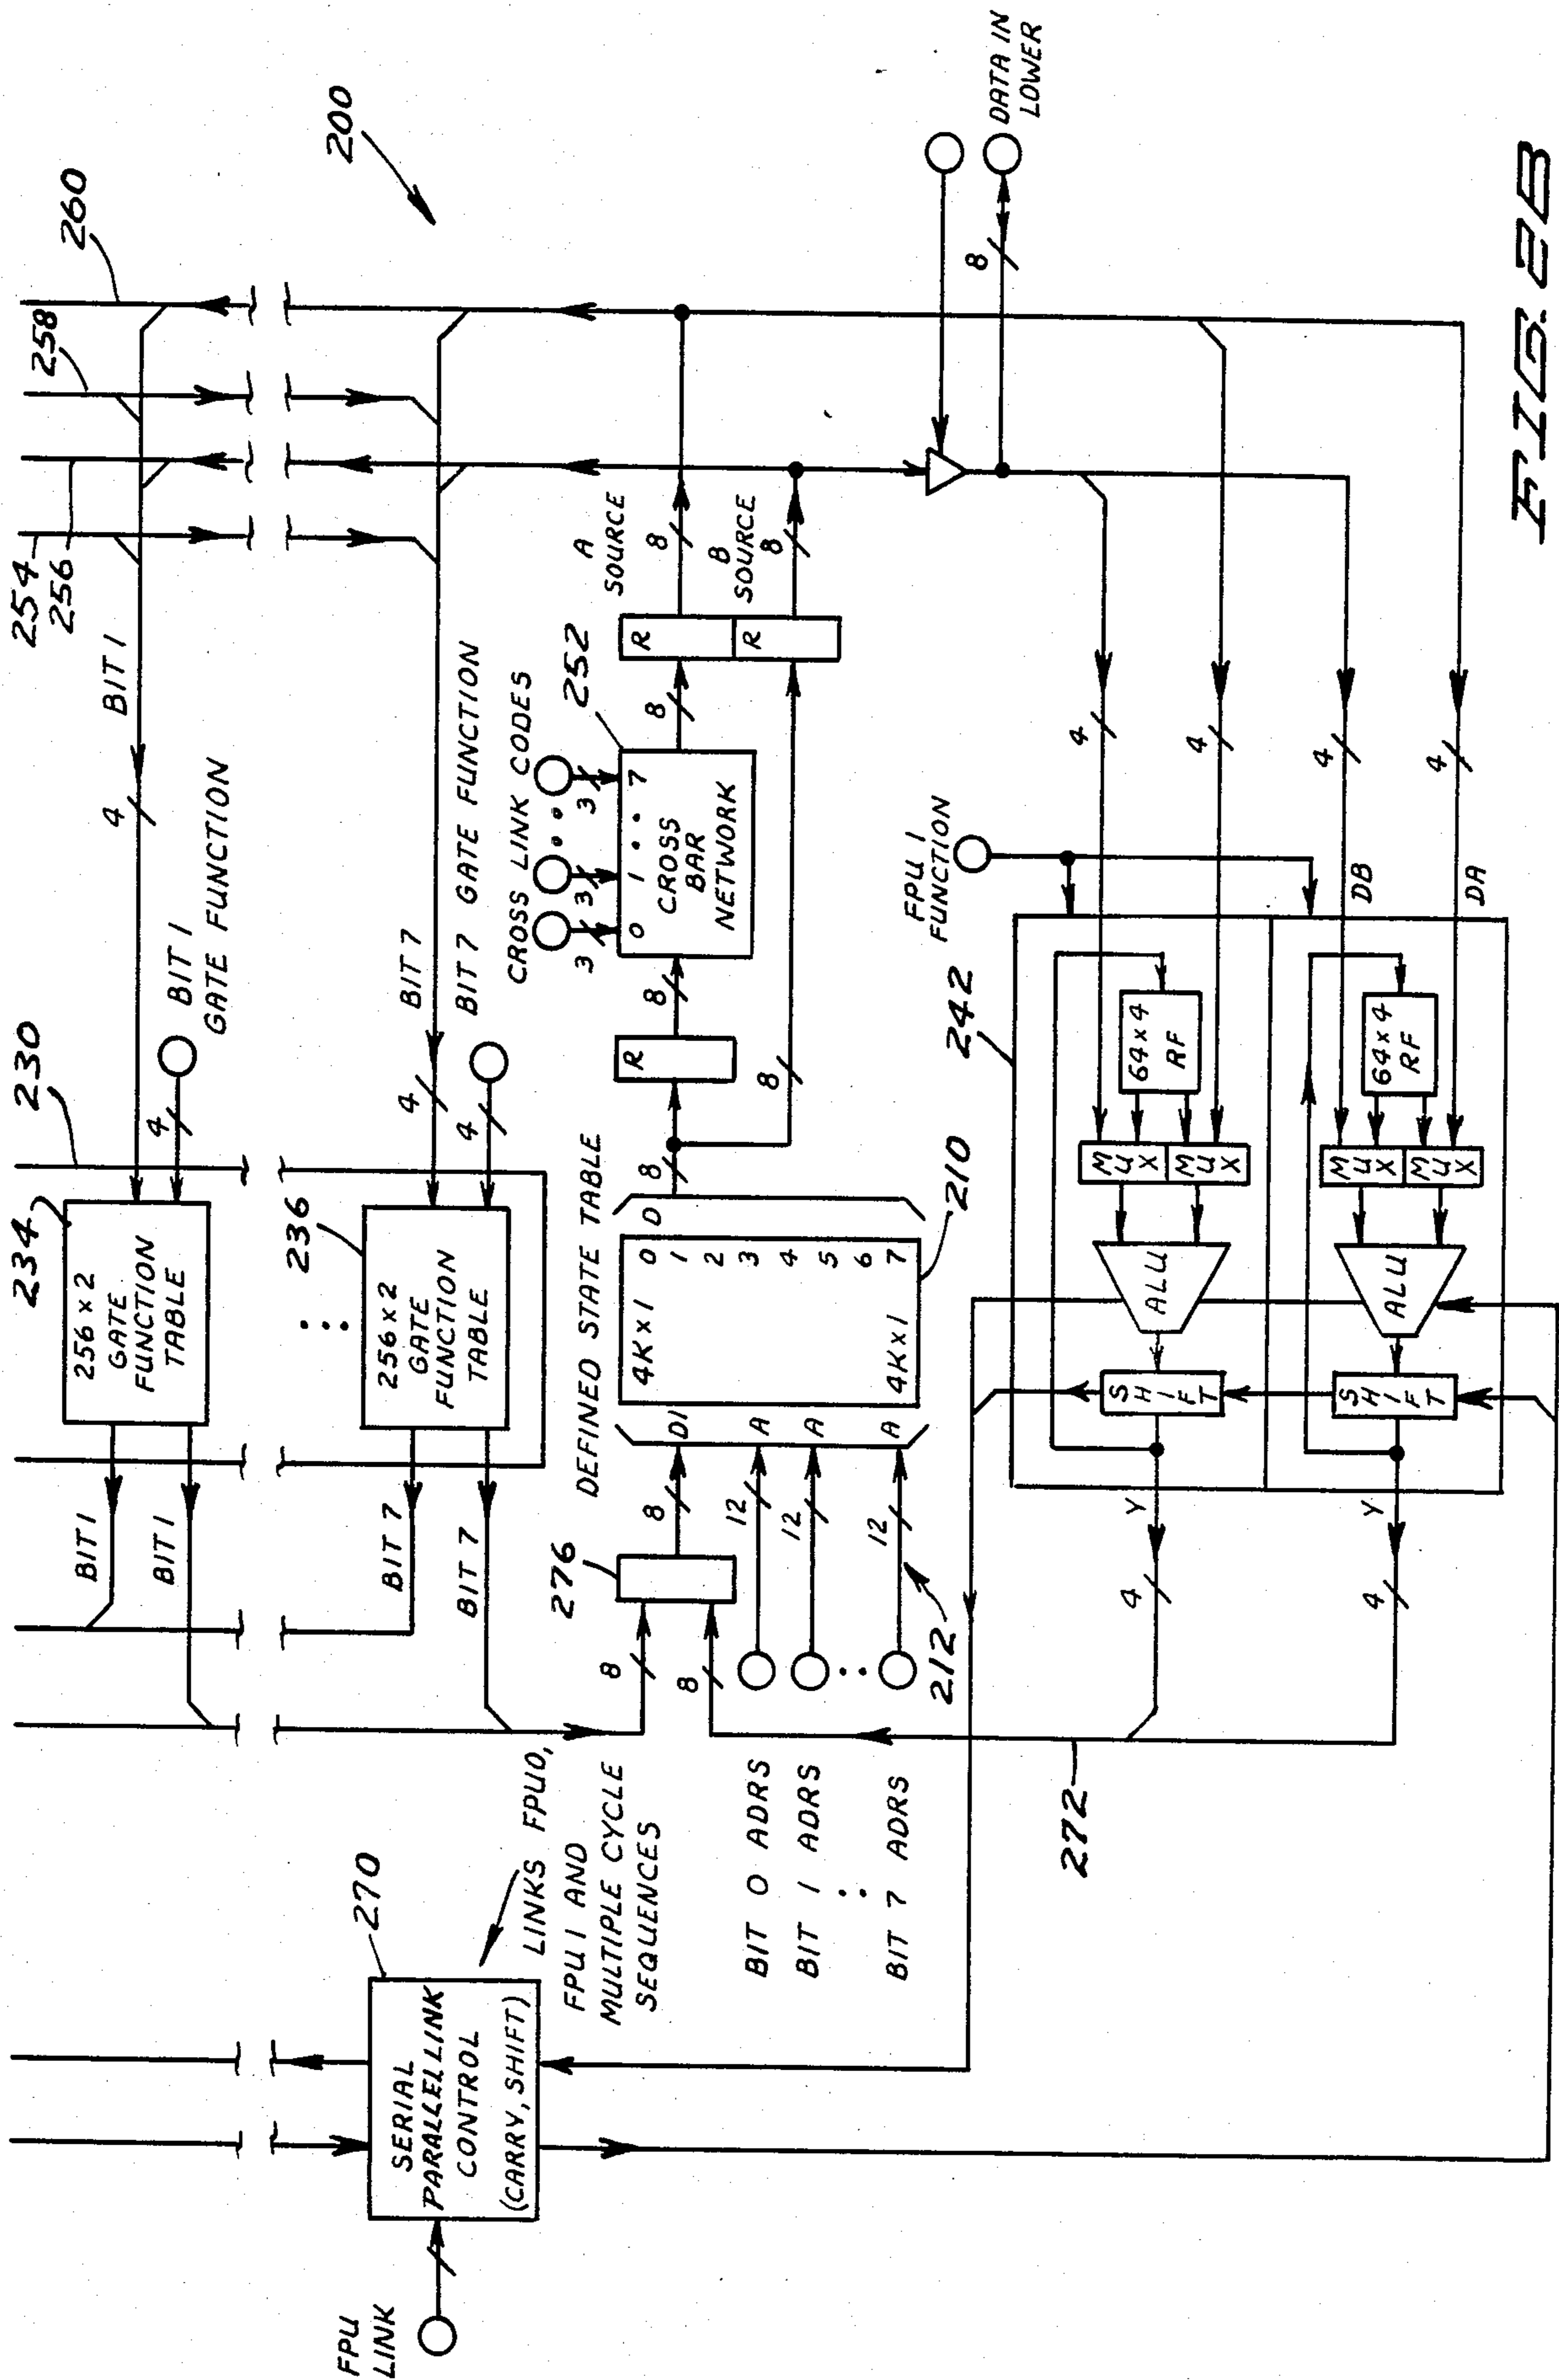 FPU
LINK
SERIAL
PARALLEL LINK
CONTROL
(CARRY, SHIFT)
270
LINKS FPU0,
FPU 1 AND
MULTIPLE CYCLE
SEQUENCES
BIT 1
BIT 1
BIT 7
BIT 7
234
256 x 2
GATE
FUNCTION
TABLE
230
236
256 x 2
GATE
FUNCTION
TABLE
4
4
BIT 1
GATE FUNCTION
BIT 1
4
4
BIT 7
BIT 7 GATE FUNCTION
254
256
258
260
200
276
8
8
8
DEFINED STATE TABLE
DI
A
A
A
12
12
12
212
BIT 0 ADRS
BIT 1 ADRS
BIT 7 ADRS
4K x 1
4K x 1
0
1
2
3
4
5
6
7
D
8
210
R
8
8
CROSS LINK CODES
3
3
3
0 1 • • 7
CROSS
BAR
NETWORK
252
8
R
R
A
SOURCE
8
B
SOURCE
8
8
DATA IN
LOWER
272
Y
4
Y
4
SHIFT
ALU
MUX
MUX
64 x 4
RF
242
SHIFT
ALU
MUX
MUX
64 x 4
RF
FPU 1
FUNCTION
DB
DA
4
4
4
4
FIG. 2B